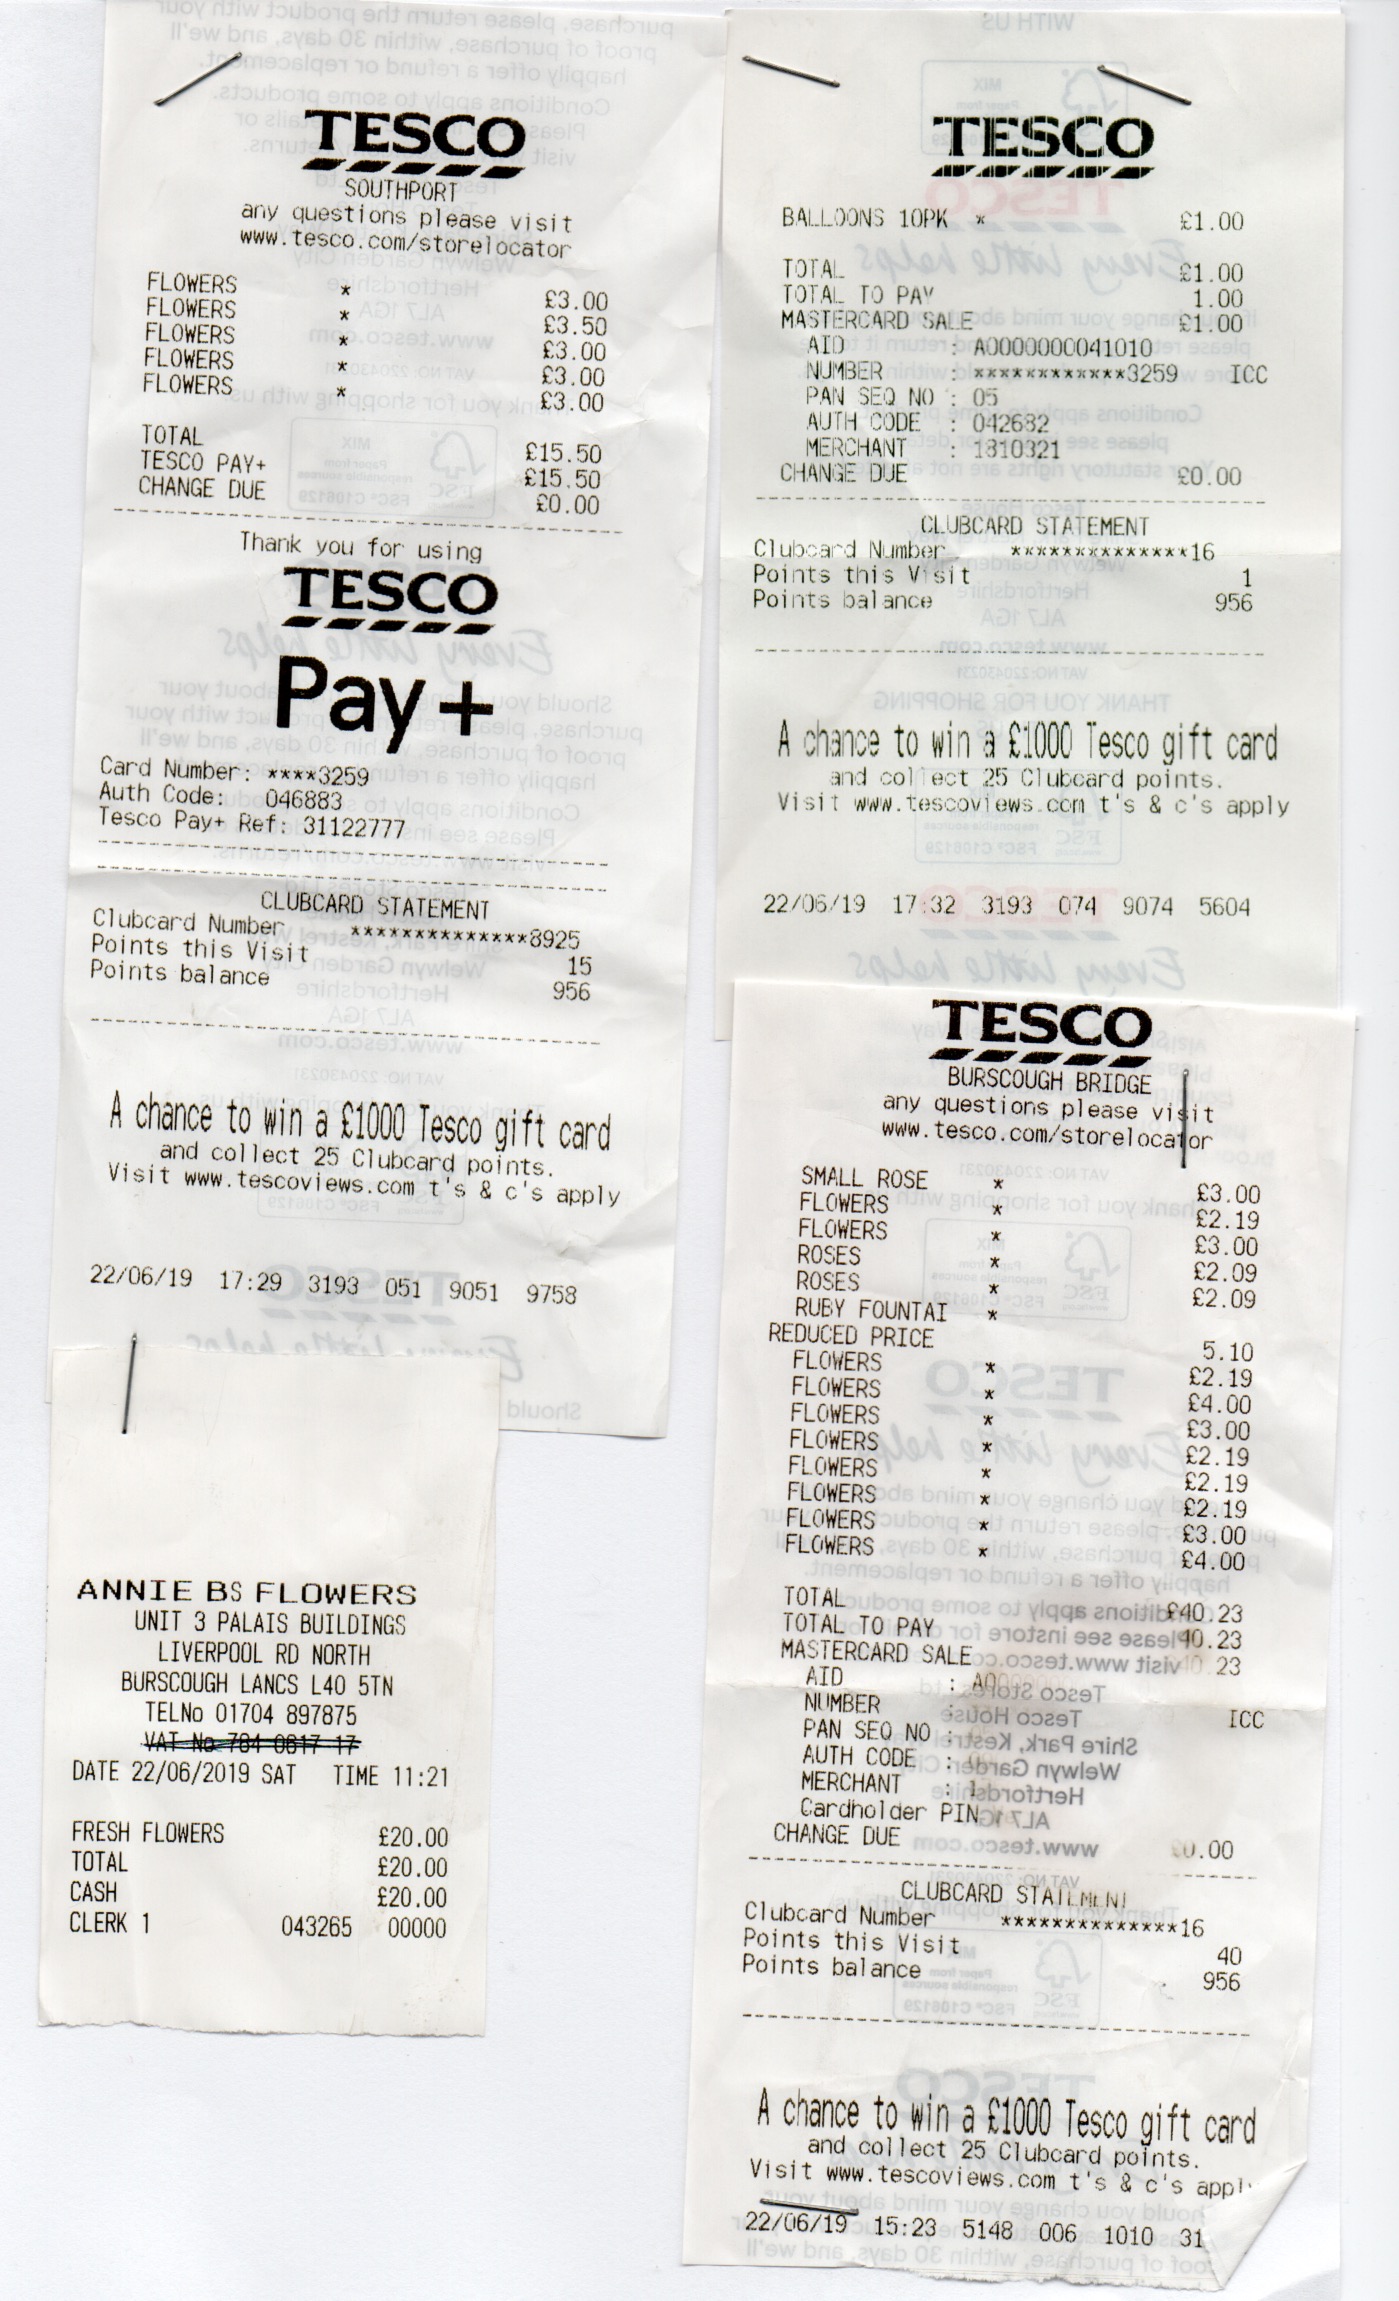 TESCO
SOUTHPORT
any questions please visit
www.tesco.com/storelocator
FLOWERS * £3.00
FLOWERS * £3.50
FLOWERS * £3.00
FLOWERS * £3.00
FLOWERS * £3.00
TOTAL £15.50
TESCO PAY+ £15.50
CHANGE DUE £0.00
Thank you for using
TESCO
Pay+
Card Number: ****3259
Auth Code: 046883
Tesco Pay+ Ref: 31122777
CLUBCARD STATEMENT
Clubcard Number **************8925
Points this Visit 15
Points balance 956
A chance to win a £1000 Tesco gift card
and collect 25 Clubcard points.
Visit www.tescoviews.com t's & c's apply
22/06/19 17:29 3193 051 9051 9758
ANNIE BS FLOWERS
UNIT 3 PALAIS BUILDINGS
LIVERPOOL RD NORTH
BURSCOUGH LANCS L40 5TN
TELNo 01704 897875
VAT No 784 0617 17
DATE 22/06/2019 SAT TIME 11:21
FRESH FLOWERS £20.00
TOTAL £20.00
CASH £20.00
CLERK 1 043265 00000
TESCO
BALLOONS 10PK * £1.00
TOTAL £1.00
TOTAL TO PAY 1.00
MASTERCARD SALE £1.00
AID : A0000000041010
NUMBER : ************3259 ICC
PAN SEQ NO : 05
AUTH CODE : 042682
MERCHANT : 1810321
CHANGE DUE £0.00
CLUBCARD STATEMENT
Clubcard Number **************16
Points this Visit 1
Points balance 956
A chance to win a £1000 Tesco gift card
and collect 25 Clubcard points.
Visit www.tescoviews.com t's & c's apply
22/06/19 17:32 3193 074 9074 5604
TESCO
BURSCOUGH BRIDGE
any questions please visit
www.tesco.com/storelocator
SMALL ROSE * £3.00
FLOWERS * £2.19
FLOWERS * £3.00
ROSES * £2.09
ROSES * £2.09
RUBY FOUNTAI *
REDUCED PRICE 5.10
FLOWERS * £2.19
FLOWERS * £4.00
FLOWERS * £3.00
FLOWERS * £2.19
FLOWERS * £2.19
FLOWERS * £2.19
FLOWERS * £3.00
FLOWERS * £4.00
TOTAL £40.23
TOTAL TO PAY 40.23
MASTERCARD SALE 40.23
AID : A0
NUMBER ICC
PAN SEQ NO :
AUTH CODE :
MERCHANT : 1
Cardholder PIN
CHANGE DUE £0.00
CLUBCARD STATEMENT
Clubcard Number **************16
Points this Visit 40
Points balance 956
A chance to win a £1000 Tesco gift card
and collect 25 Clubcard points.
Visit www.tescoviews.com t's & c's appl
22/06/19 15:23 5148 006 1010 31